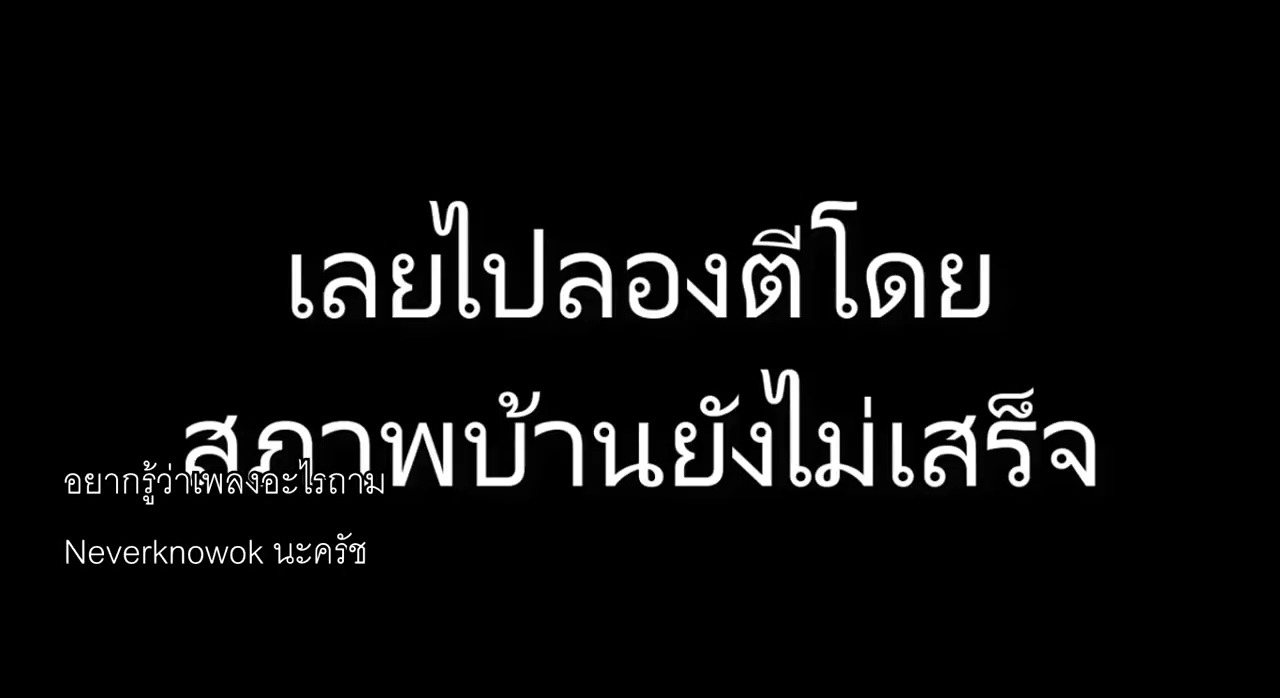 เลยไปลองตีโดย
สภาพบ้านยังไม่เสร็จ
อยากรู้ว่าเพลงอะไรถาม
Neverknowok นะครัช